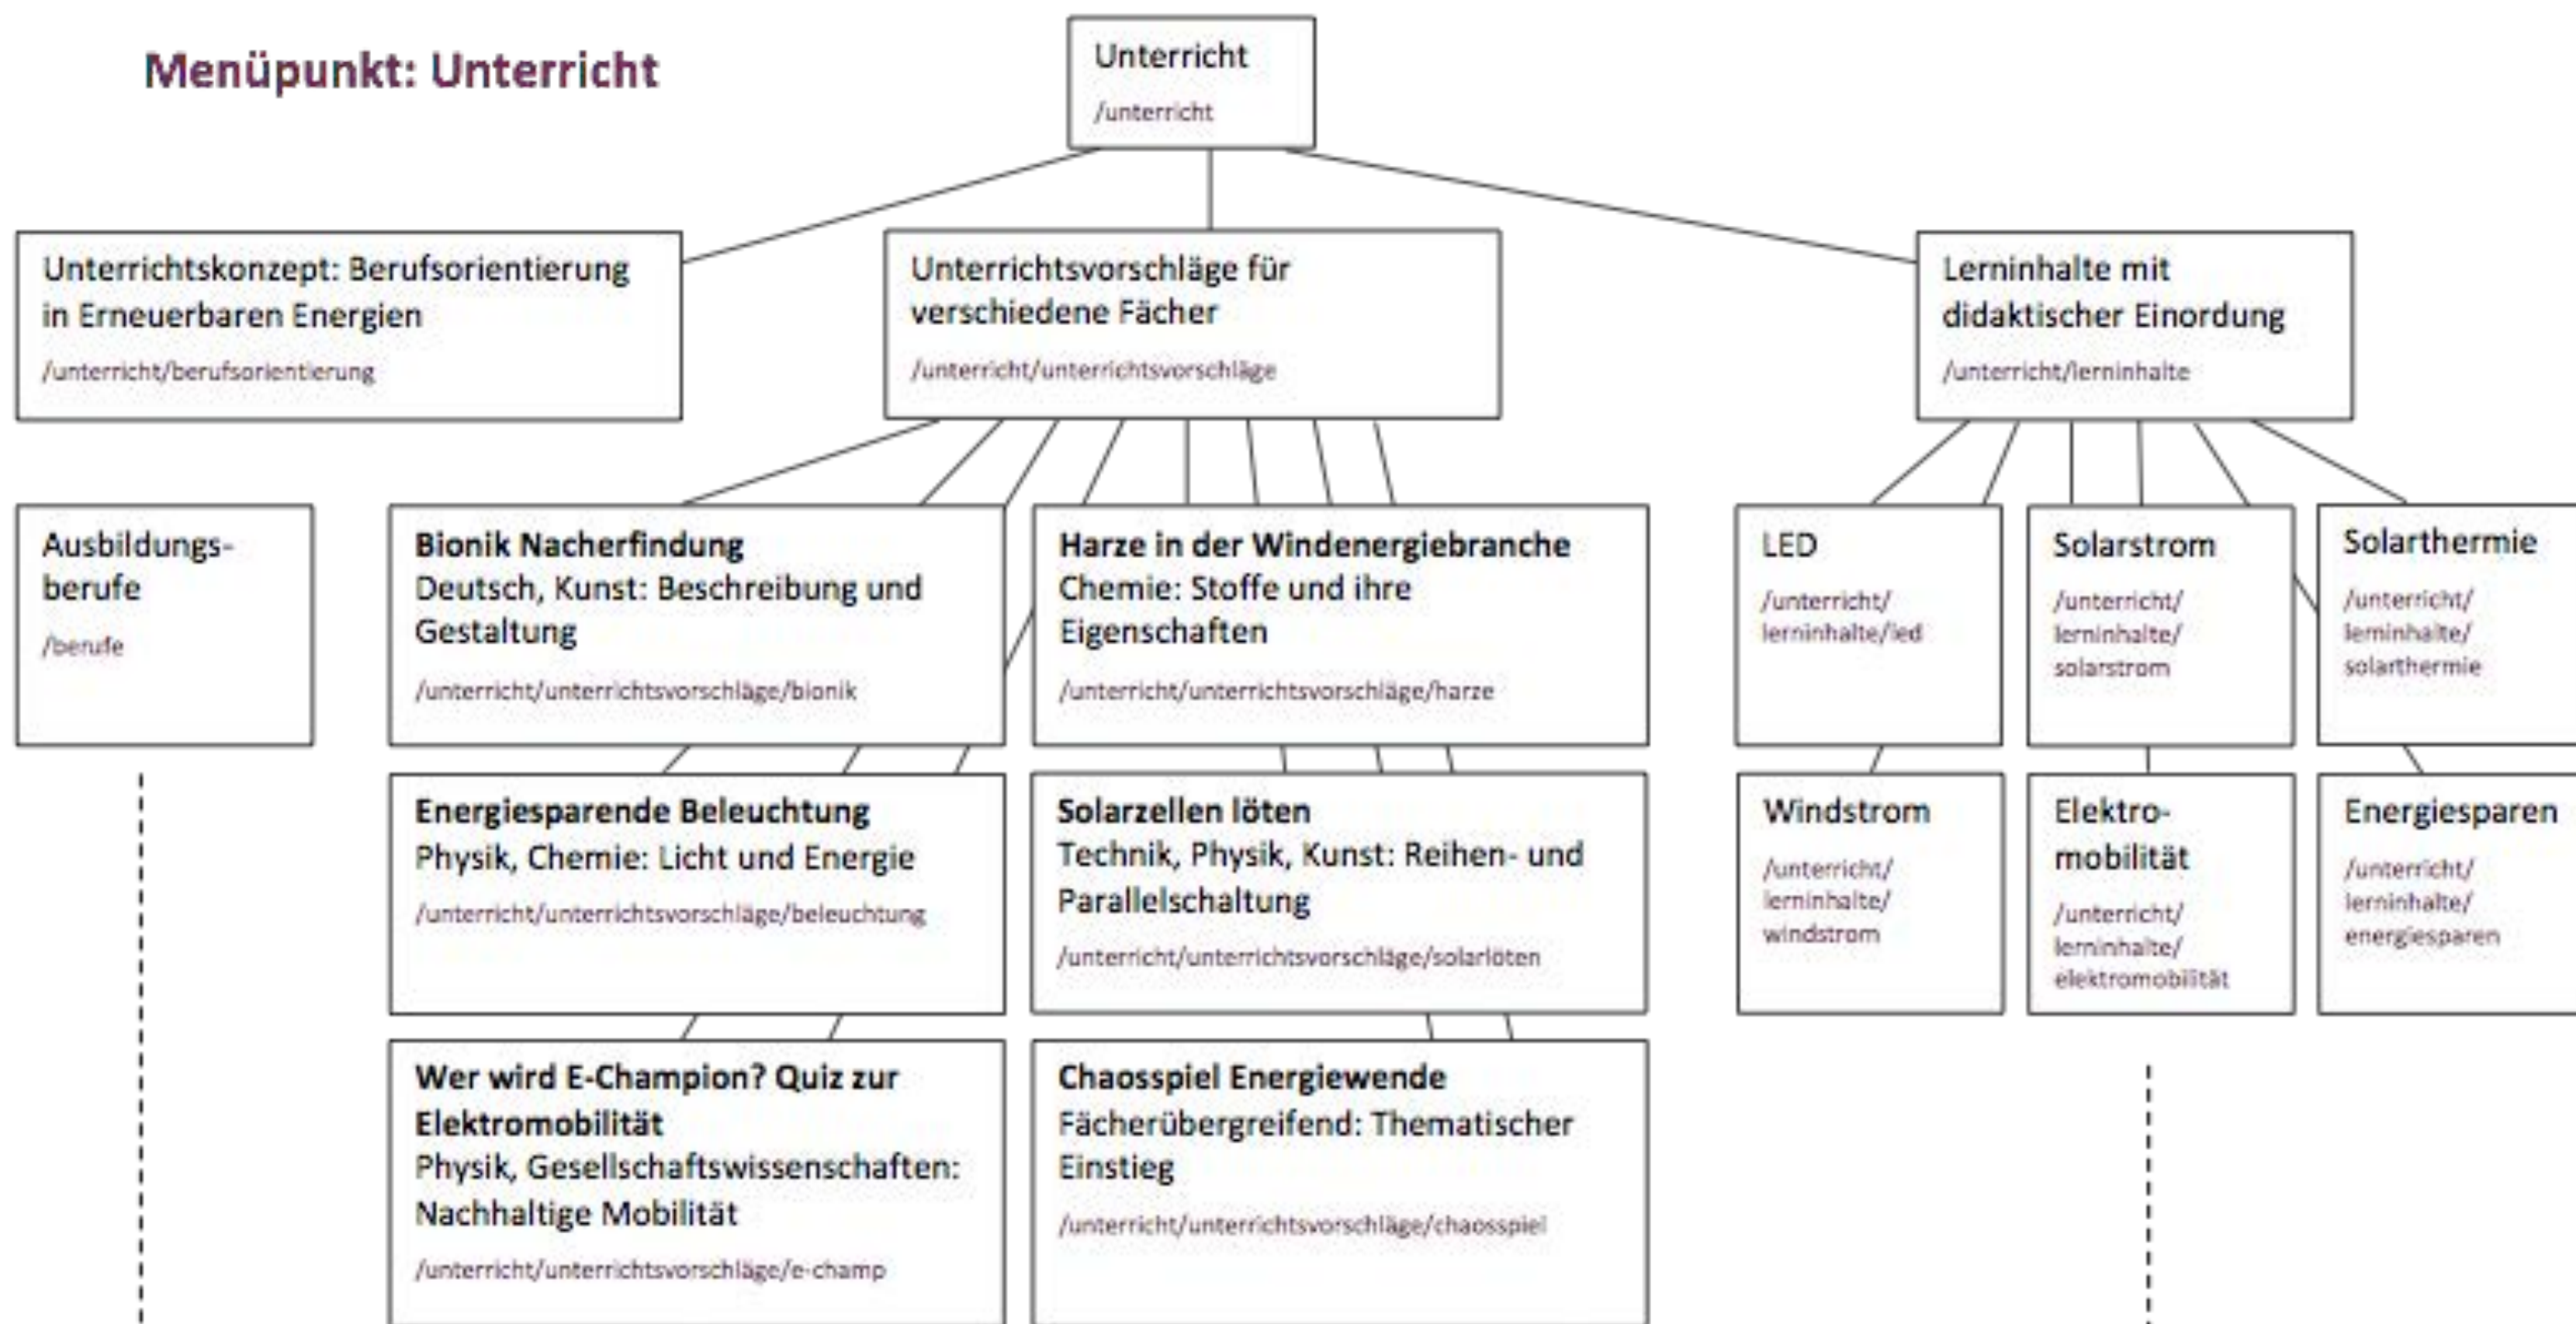 Menüpunkt: Unterricht
Unterricht
/unterricht
Unterrichtskonzept: Berufsorientierung
in Erneuerbaren Energien
/unterricht/berufsorientierung
Unterrichtsvorschläge für
verschiedene Fächer
/unterricht/unterrichtsvorschläge
Lerninhalte mit
didaktischer Einordung
/unterricht/lerninhalte
Ausbildungs-
berufe
/berufe
Bionik Nacherfindung
Deutsch, Kunst: Beschreibung und
Gestaltung
/unterricht/unterrichtsvorschläge/bionik
Harze in der Windenergiebranche
Chemie: Stoffe und ihre
Eigenschaften
/unterricht/unterrichtsvorschläge/harze
LED
/unterricht/
lerninhalte/led
Solarstrom
/unterricht/
lerninhalte/
solarstrom
Solarthermie
/unterricht/
lerninhalte/
solarthermie
Energiesparende Beleuchtung
Physik, Chemie: Licht und Energie
/unterricht/unterrichtsvorschläge/beleuchtung
Solarzellen löten
Technik, Physik, Kunst: Reihen- und
Parallelschaltung
/unterricht/unterrichtsvorschläge/solarlöten
Windstrom
/unterricht/
lerninhalte/
windstrom
Elektro-
mobilität
/unterricht/
lerninhalte/
elektromobilität
Energiesparen
/unterricht/
lerninhalte/
energiesparen
Wer wird E-Champion? Quiz zur
Elektromobilität
Physik, Gesellschaftswissenschaften:
Nachhaltige Mobilität
/unterricht/unterrichtsvorschläge/e-champ
Chaosspiel Energiewende
Fächerübergreifend: Thematischer
Einstieg
/unterricht/unterrichtsvorschläge/chaosspiel